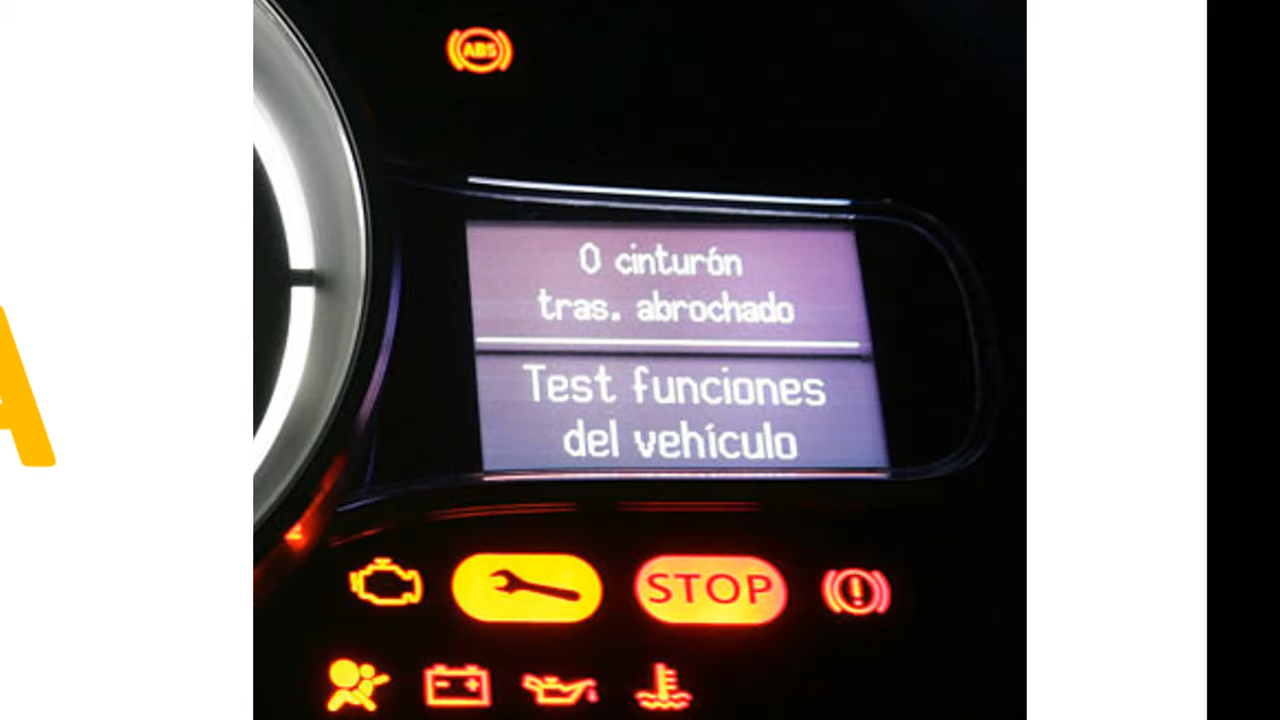 A
ABS
0 cinturón
tras. abrochado
Test funciones
del vehículo
STOP